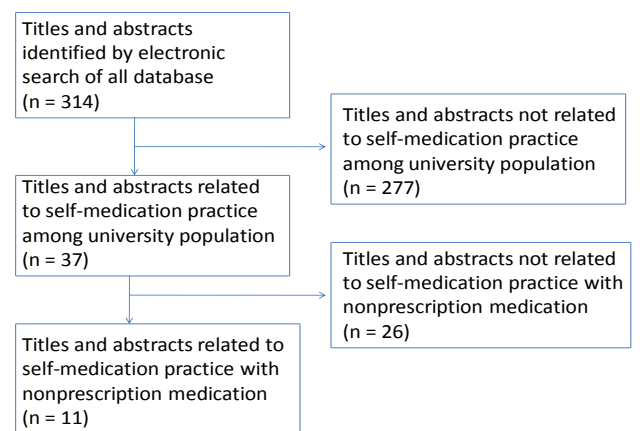 Titles and abstracts
identified by electronic
search of all database
(n = 314)
Titles and abstracts not related
to self-medication practice
among university population
(n = 277)
Titles and abstracts related
to self-medication practice
among university population
(n = 37)
Titles and abstracts not related
to self-medication practice with
nonprescription medication
(n = 26)
Titles and abstracts related to
self-medication practice with
nonprescription medication
(n = 11)